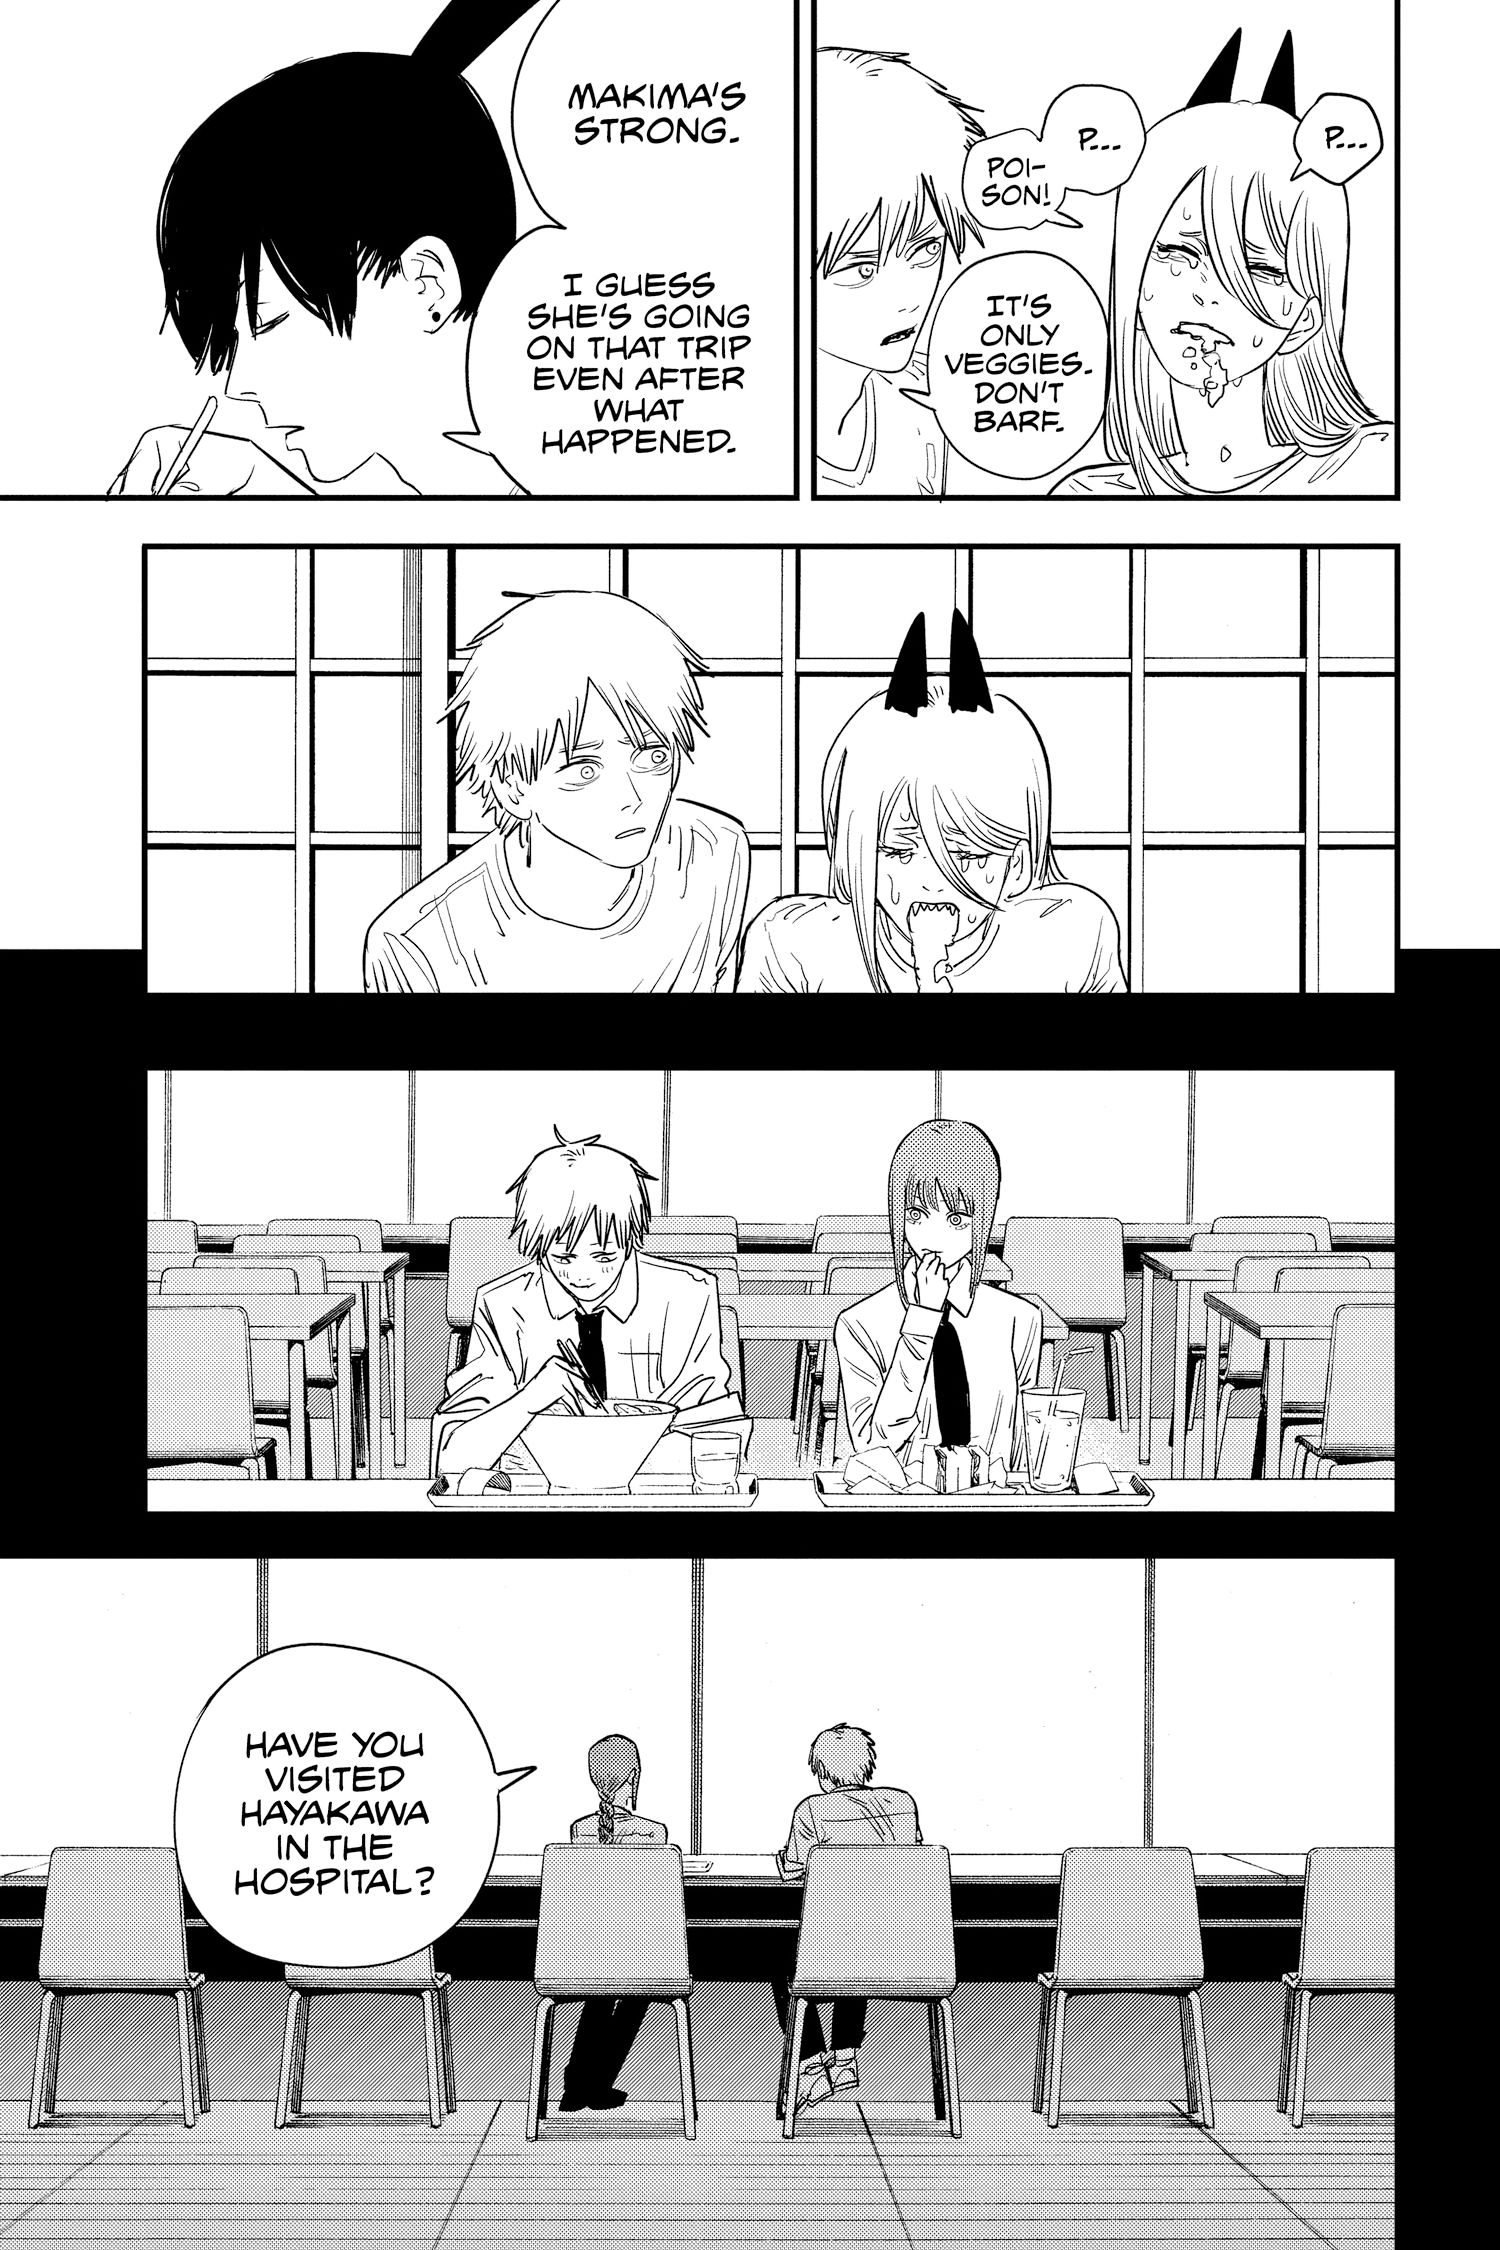 P...
P...
POI-
SON!
IT'S
ONLY
VEGGIES.
DON'T
BARF.
MAKIMA'S
STRONG.
I GUESS
SHE'S GOING
ON THAT TRIP
EVEN AFTER
WHAT
HAPPENED.
HAVE YOU
VISITED
HAYAKAWA
IN THE
HOSPITAL?